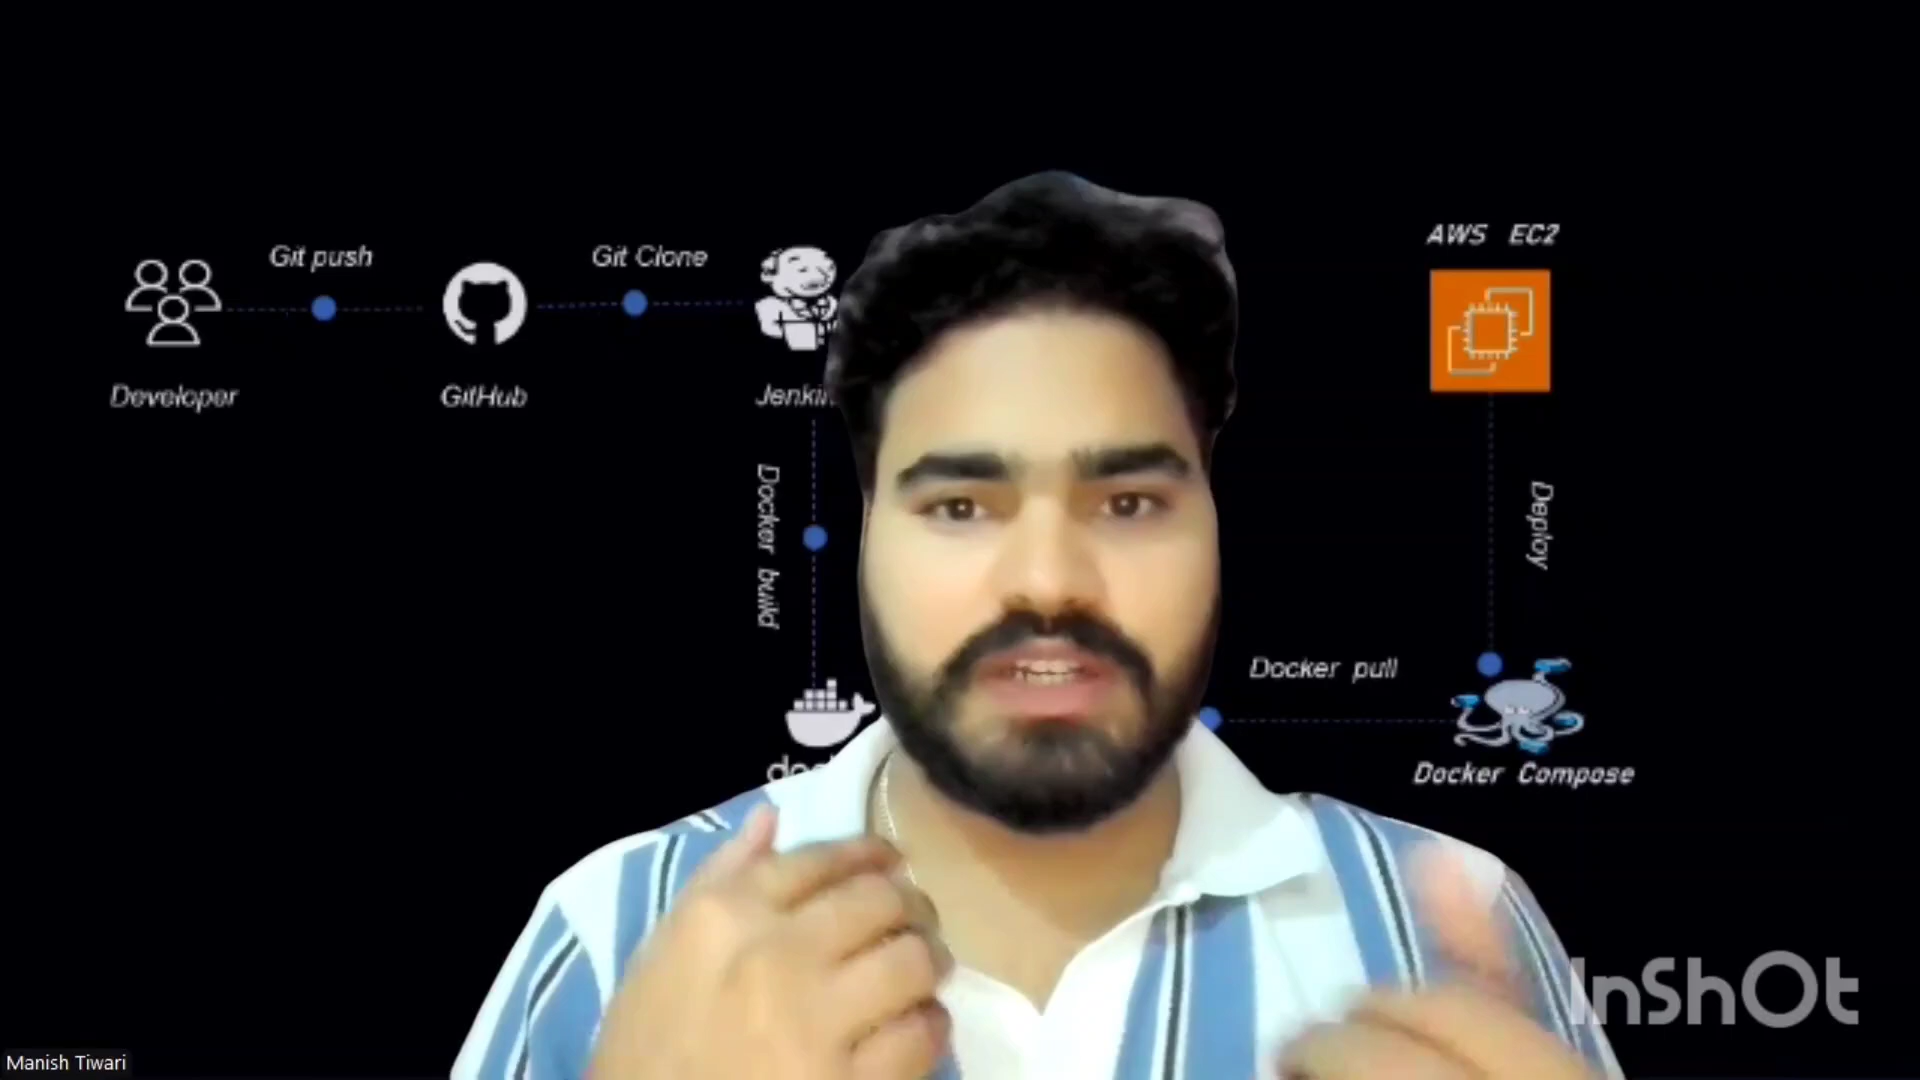 AWS EC2
Git push
Git Clone
Developer
GitHub
Docker build
Deploy
Docker pull
Docker Compose
InShOt
Manish Tiwari